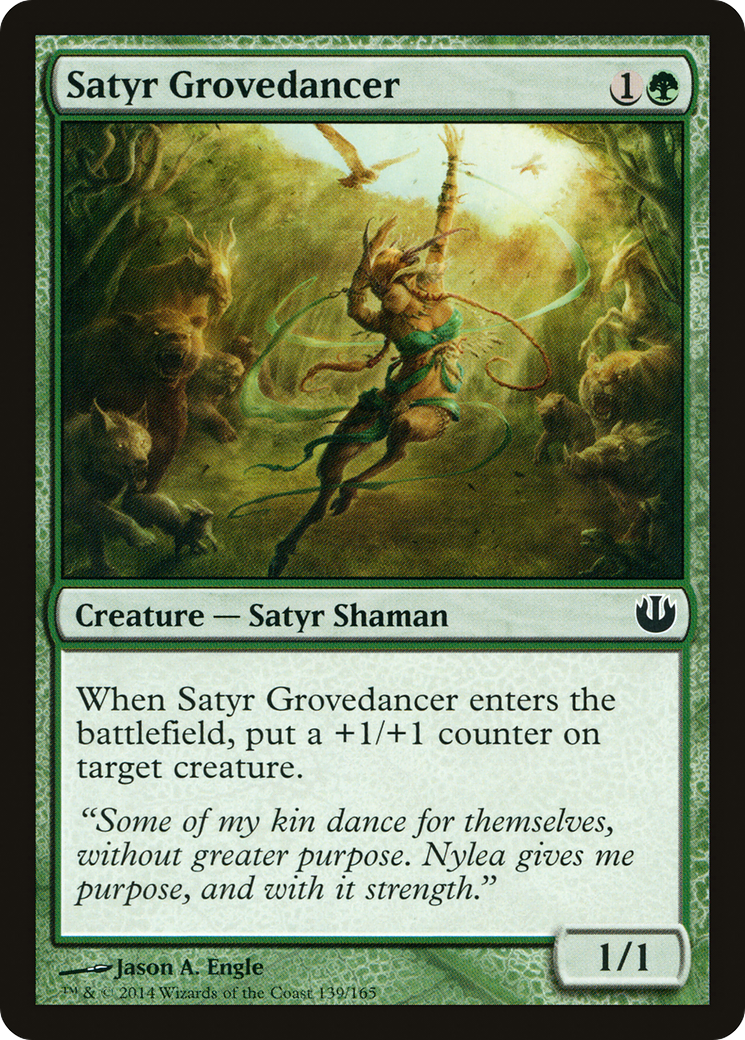 Satyr Grovedancer 1
Creature — Satyr Shaman
When Satyr Grovedancer enters the
battlefield, put a +1/+1 counter on
target creature.
“Some of my kin dance for themselves,
without greater purpose. Nylea gives me
purpose, and with it strength.”
1/1
Jason A. Engle
™ & © 2014 Wizards of the Coast 139/165